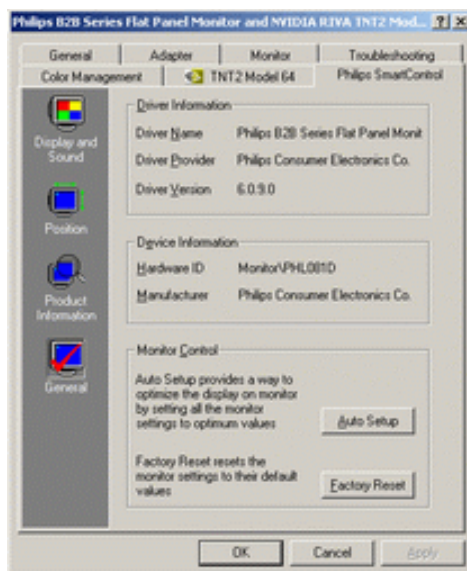 Philips B2B Series Flat Panel Monitor and NVIDIA RIVA TNT2 Mod...
General Adapter Monitor Troubleshooting
Color Management TNT2 Model 64 Philips SmartControl
Display and
Sound
Position
Product
Information
General
Driver Information
Driver Name Philips B2B Series Flat Panel Monit
Driver Provider Philips Consumer Electronics Co.
Driver Version 6.0.9.0
Device Information
Hardware ID Monitor\PHL081D
Manufacturer Philips Consumer Electronics Co.
Monitor Control
Auto Setup provides a way to
optimize the display on monitor
by setting all the monitor
settings to optimum values
Auto Setup
Factory Reset resets the
monitor settings to their default
values
Factory Reset
OK Cancel Apply